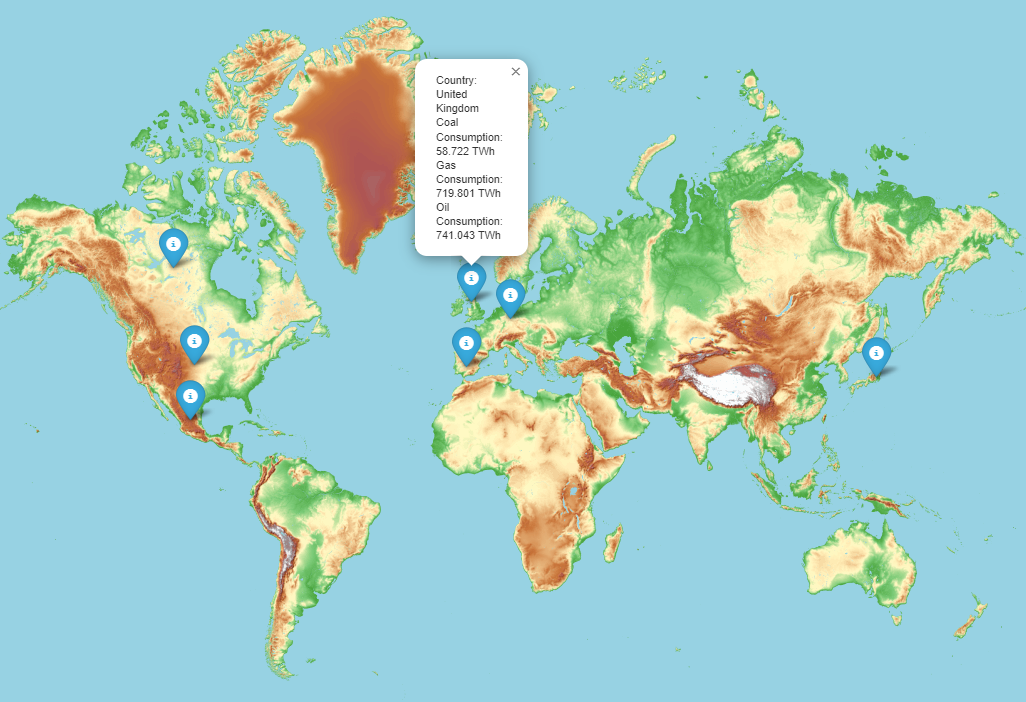 ×
Country:
United
Kingdom
Coal
Consumption:
58.722 TWh
Gas
Consumption:
719.801 TWh
Oil
Consumption:
741.043 TWh
i
i
i
i
i
i
i